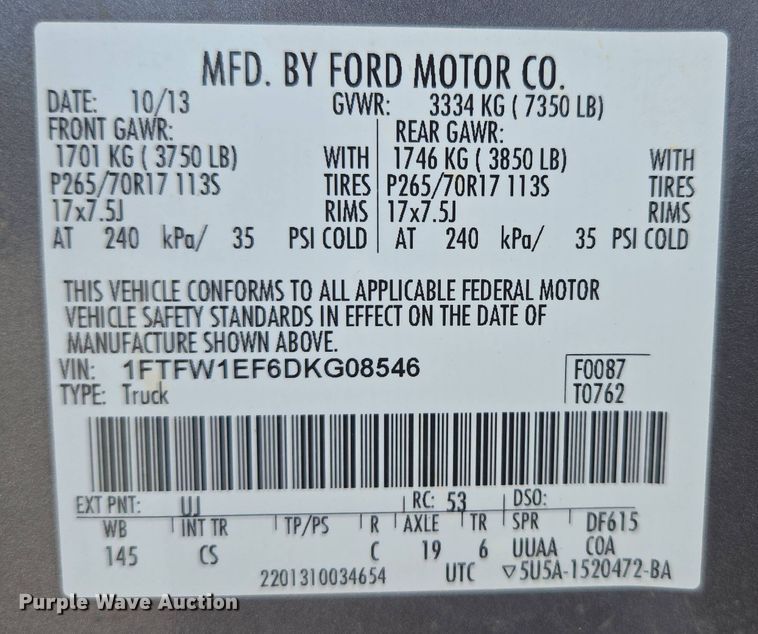 MFD. BY FORD MOTOR CO.
DATE: 10/13 GVWR: 3334 KG ( 7350 LB)
FRONT GAWR: REAR GAWR:
1701 KG ( 3750 LB) WITH 1746 KG ( 3850 LB) WITH
P265/70R17 113S TIRES P265/70R17 113S TIRES
17x7.5J RIMS 17x7.5J RIMS
AT 240 kPa/ 35 PSI COLD AT 240 kPa/ 35 PSI COLD
THIS VEHICLE CONFORMS TO ALL APPLICABLE FEDERAL MOTOR
VEHICLE SAFETY STANDARDS IN EFFECT ON THE DATE OF
MANUFACTURE SHOWN ABOVE.
VIN: 1FTFW1EF6DKG08546 F0087
TYPE: Truck T0762
EXT PNT: UJ RC: 53 DSO:
WB INT TR TP/PS R AXLE TR SPR DF615
145 CS C 19 6 UUAA COA
2201310034654 UTC ▽5U5A-1520472-BA
Purple Wave Auction